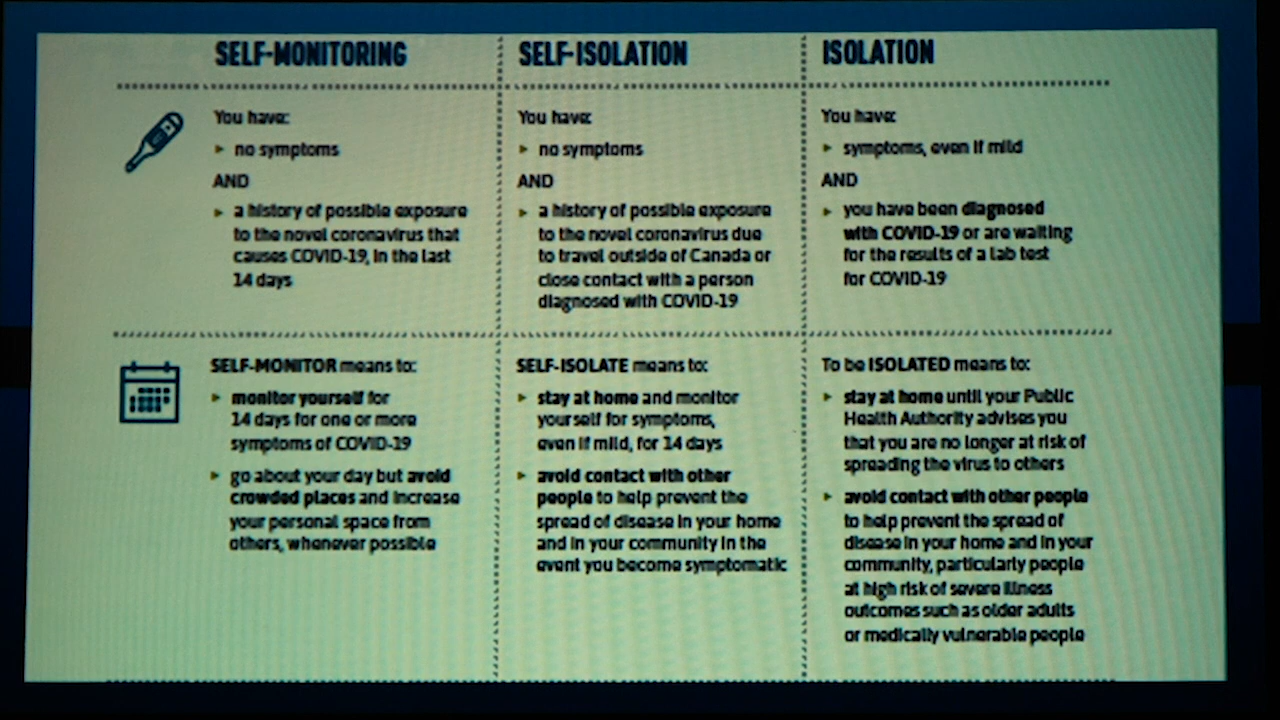 SELF-MONITORING
You have:
no symptoms
AND
a history of possible exposure
to the novel coronavirus that
causes COVID-19, in the last
14 days
SELF-ISOLATION
You have:
no symptoms
AND
a history of possible exposure
to the novel coronavirus due
to travel outside of Canada or
close contact with a person
diagnosed with COVID-19
ISOLATION
You have:
symptoms, even if mild
AND
you have been diagnosed
with COVID-19 or are waiting
for the results of a lab test
for COVID-19
SELF-MONITOR means to:
monitor yourself for
14 days for one or more
symptoms of COVID-19
go about your day but avoid
crowded places and increase
your personal space from
others, whenever possible
SELF-ISOLATE means to:
stay at home and monitor
yourself for symptoms,
even if mild, for 14 days
avoid contact with other
people to help prevent the
spread of disease in your home
and in your community in the
event you become symptomatic
To be ISOLATED means to:
stay at home until your Public
Health Authority advises you
that you are no longer at risk of
spreading the virus to others
avoid contact with other people
to help prevent the spread of
disease in your home and in your
community, particularly people
at high risk of severe illness
outcomes such as older adults
or medically vulnerable people